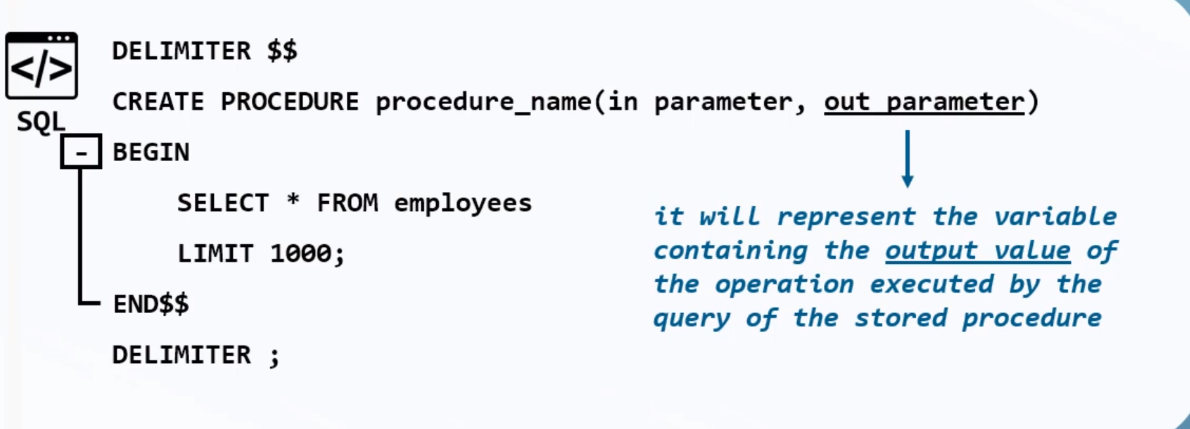 DELIMITER $$
</>
CREATE PROCEDURE procedure_name(in parameter, out parameter)
SQL
- BEGIN
SELECT * FROM employees
LIMIT 1000;
END$$
DELIMITER ;
it will represent the variable
containing the output value of
the operation executed by the
query of the stored procedure